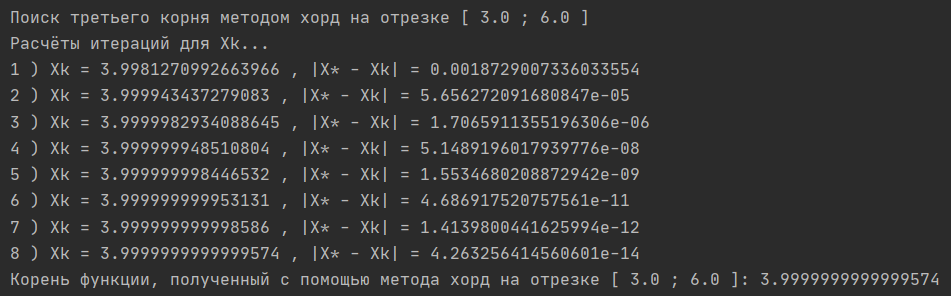 Поиск третьего корня методом хорд на отрезке [ 3.0 ; 6.0 ]
Расчёты итераций для Xk...
1 ) Xk = 3.9981270992663966 , |X* - Xk| = 0.0018729007336033554
2 ) Xk = 3.999943437279083 , |X* - Xk| = 5.656272091680847e-05
3 ) Xk = 3.9999982934088645 , |X* - Xk| = 1.7065911355196306e-06
4 ) Xk = 3.999999948510804 , |X* - Xk| = 5.1489196017939776e-08
5 ) Xk = 3.999999998446532 , |X* - Xk| = 1.5534680208872942e-09
6 ) Xk = 3.999999999953131 , |X* - Xk| = 4.686917520757561e-11
7 ) Xk = 3.999999999998586 , |X* - Xk| = 1.4139800441625994e-12
8 ) Xk = 3.9999999999999574 , |X* - Xk| = 4.263256414560601e-14
Корень функции, полученный с помощью метода хорд на отрезке [ 3.0 ; 6.0 ]: 3.9999999999999574